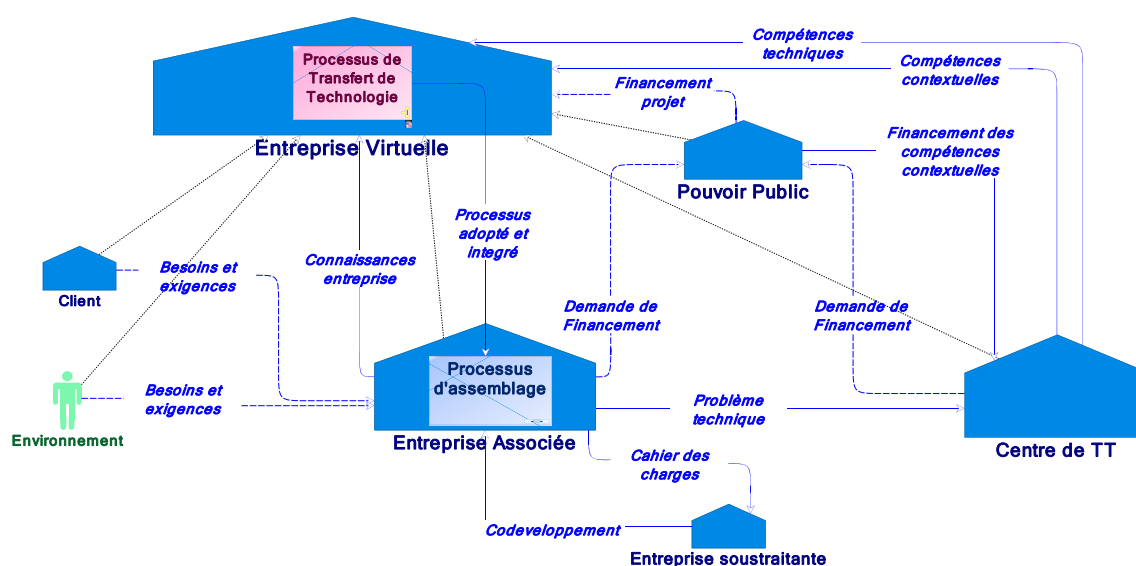 Compétences
techniques
Processus de
Transfert de
Technologie
Compétences
contextuelles
Financement
projet
Entreprise Virtuelle
Financement des
compétences
contextuelles
Pouvoir Public
Processus
adopté et
integré
Connaissances
entreprise
Besoins et
exigences
Client
Demande de
Financement
Demande de
Financement
Processus
d'assemblage
Besoins et
exigences
Environnement
Problème
technique
Entreprise Associée
Centre de TT
Cahier des
charges
Codeveloppement
Entreprise soustraitante